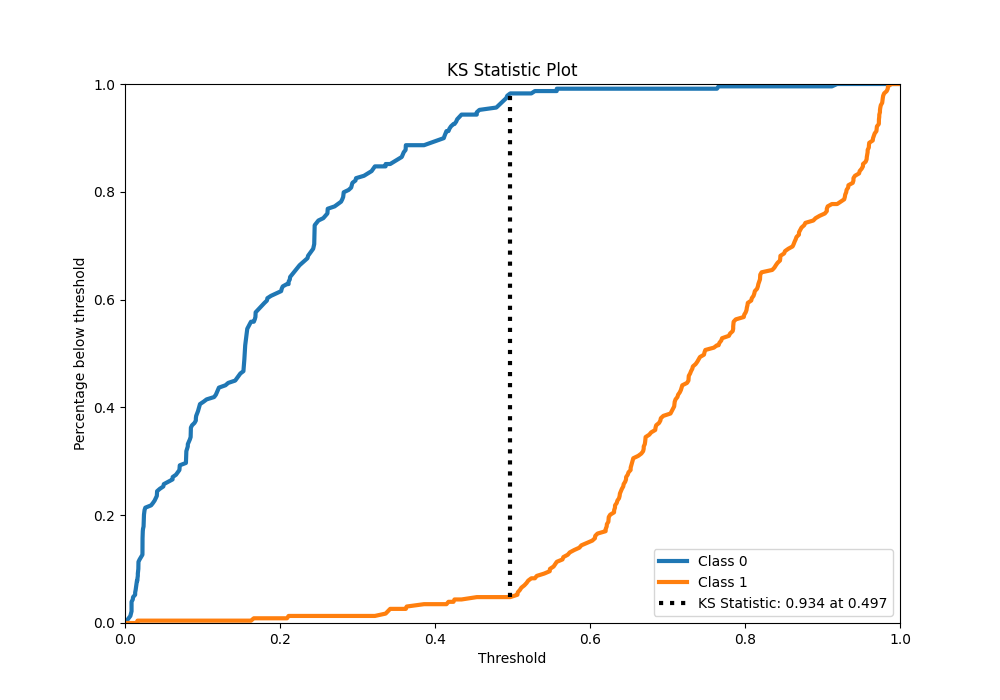 KS Statistic Plot
1.0
0.8
0.6
0.4
0.2
0.0
Percentage below threshold
0.0 0.2 0.4 0.6 0.8 1.0
Threshold
Class 0
Class 1
KS Statistic: 0.934 at 0.497